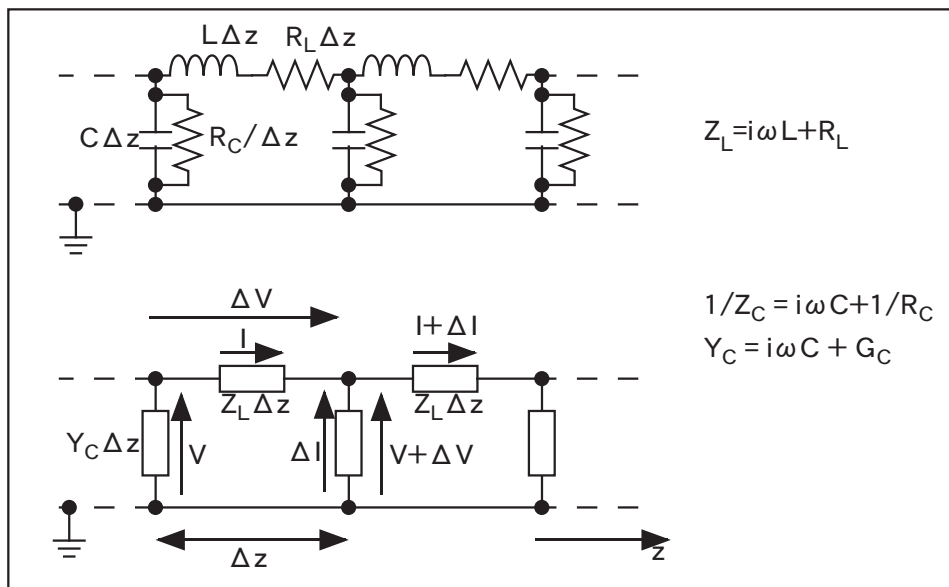 LΔz R_LΔz
CΔz R_C/Δz
Z_L=iωL+R_L
ΔV
1/Z_C = iωC+1/R_C
I I+ΔI
Y_C = iωC + G_C
Z_LΔz Z_LΔz
Y_CΔz V ΔI V+ΔV
Δz z